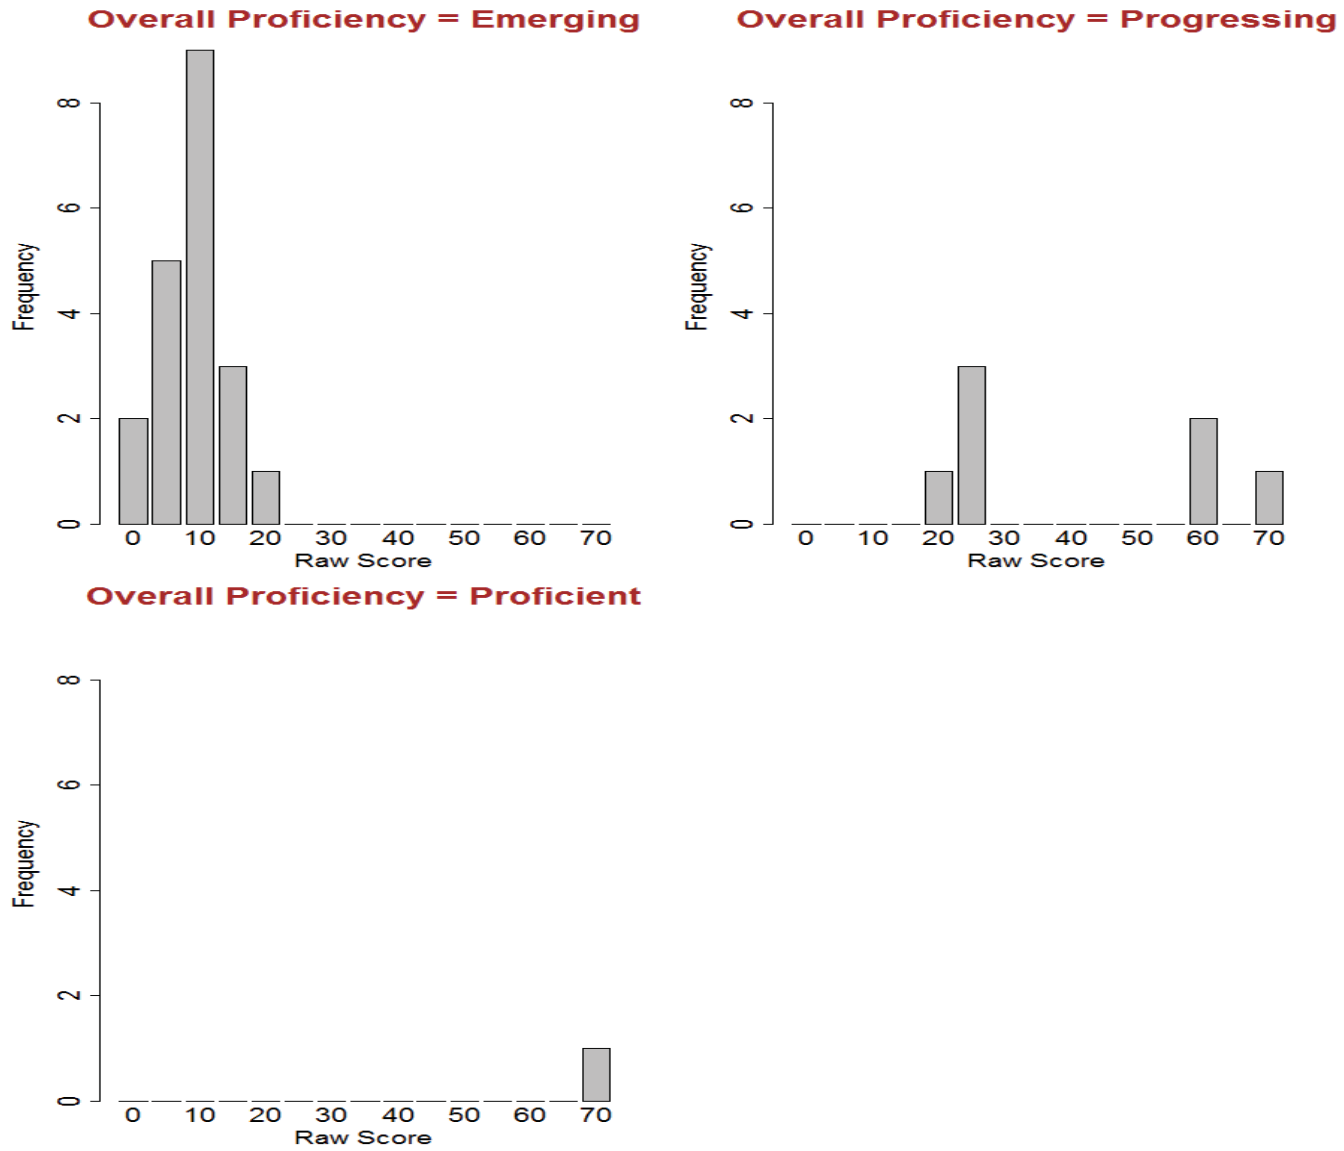 Overall Proficiency = Emerging
8
6
4
2
0
Frequency
0 10 20 30 40 50 60 70
Raw Score
Overall Proficiency = Progressing
8
6
4
2
0
Frequency
0 10 20 30 40 50 60 70
Raw Score
Overall Proficiency = Proficient
8
6
4
2
0
Frequency
0 10 20 30 40 50 60 70
Raw Score